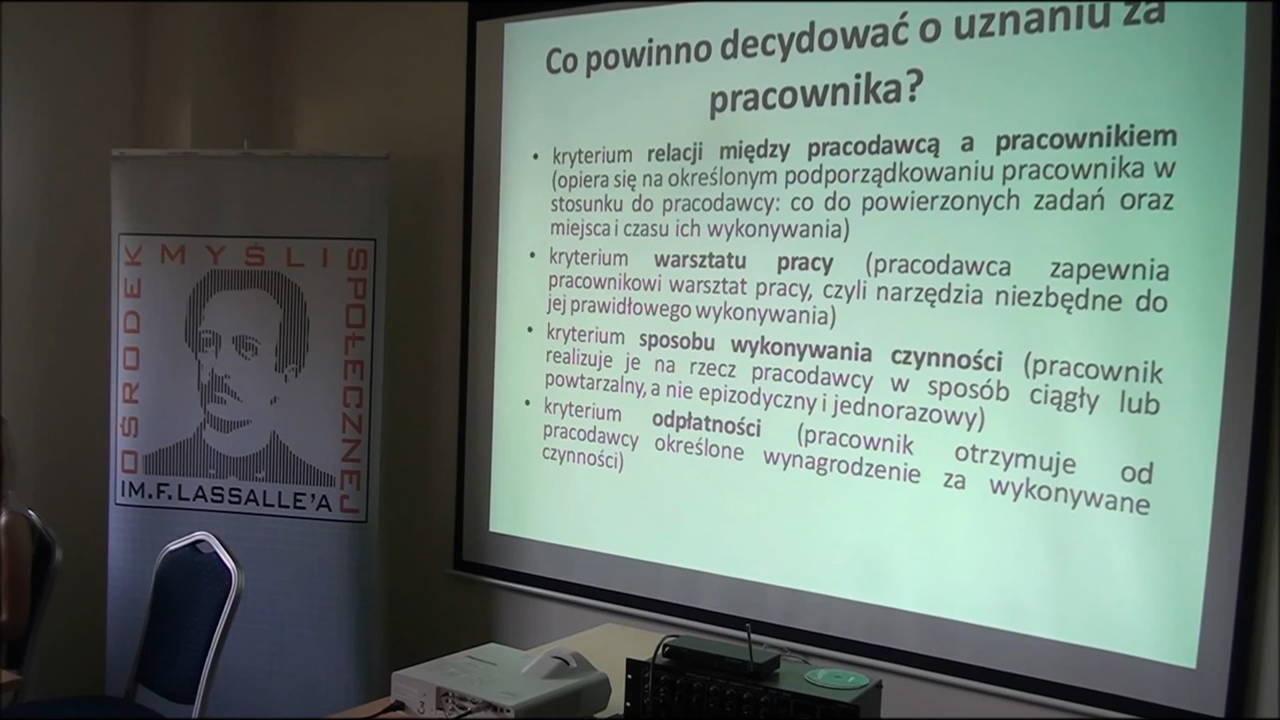 OŚRODEK MYŚLI SPOŁECZNEJ
IM.F.LASSALLE'A
Co powinno decydować o uznaniu za
pracownika?
• kryterium relacji między pracodawcą a pracownikiem
(opiera się na określonym podporządkowaniu pracownika w
stosunku do pracodawcy: co do powierzonych zadań oraz
miejsca i czasu ich wykonywania)
• kryterium warsztatu pracy (pracodawca zapewnia
pracownikowi warsztat pracy, czyli narzędzia niezbędne do
jej prawidłowego wykonywania)
• kryterium sposobu wykonywania czynności (pracownik
realizuje je na rzecz pracodawcy w sposób ciągły lub
powtarzalny, a nie epizodyczny i jednorazowy)
• kryterium odpłatności (pracownik otrzymuje od
pracodawcy określone wynagrodzenie za wykonywane
czynności)
3